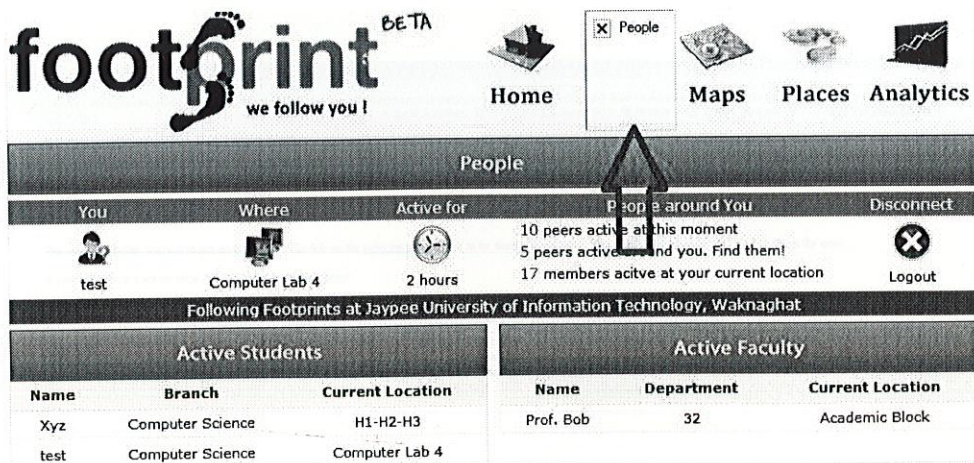 footprint BETA
we follow you !
Home
People
Maps
Places
Analytics
People
You Where Active for People around You Disconnect
10 peers active at this moment
5 peers active around you. Find them!
17 members acitve at your current location
test Computer Lab 4 2 hours Logout
Following Footprints at Jaypee University of Information Technology, Waknaghat
Active Students
Name Branch Current Location
Xyz Computer Science H1-H2-H3
test Computer Science Computer Lab 4
Active Faculty
Name Department Current Location
Prof. Bob 32 Academic Block